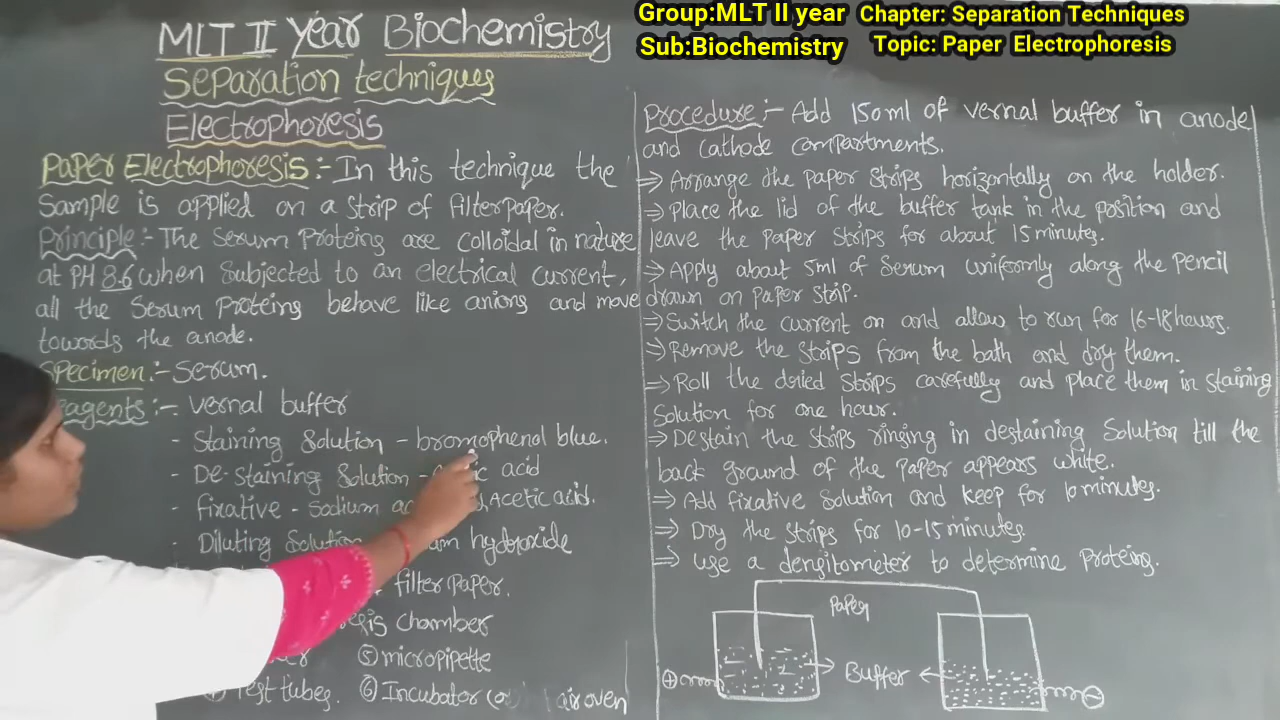 Group:MLT II year Chapter: Separation Techniques
Sub:Biochemistry Topic: Paper Electrophoresis
MLT II Year Biochemistry
Separation techniques
Electrophoresis
Paper Electrophoresis :- In this technique the
Sample is applied on a strip of filter paper.
Principle:- The Serum Proteins are colloidal in nature
at PH 8.6 when Subjected to an electrical current,
all the Serum Proteins behave like anions and move
towards the anode.
Specimen:- Serum.
eagents:- Vernal buffer
- Staining Solution - bromophenol blue.
- De-staining Solution - acid
- fixative - Sodium Acetic acid.
- Diluting Solution hydroxide
filter paper.
chamber
⑤ micropipette
Test tubes. ⑥ Incubator air oven
Procedure:- Add 150ml of vernal buffer in anode
and cathode compartments.
⇒ Arrange the paper strips horizontally on the holder.
⇒ Place the lid of the buffer tank in the position and
leave the paper strips for about 15 minutes.
⇒ Apply about 5ml of Serum uniformly along the pencil
drawn on paper strip.
⇒ Switch the current on and allow to run for 16-18 hours.
⇒ Remove the strips from the bath and dry them.
⇒ Roll the dried strips carefully and place them in staining
Solution for one hour.
⇒ Destain the strips ringing in destaining Solution till the
back ground of the paper appears white.
⇒ Add fixative Solution and keep for 10 minutes.
⇒ Dry the strips for 10-15 minutes.
⇒ Use a densitometer to determine proteins.
Paper
+ → Buffer ← -